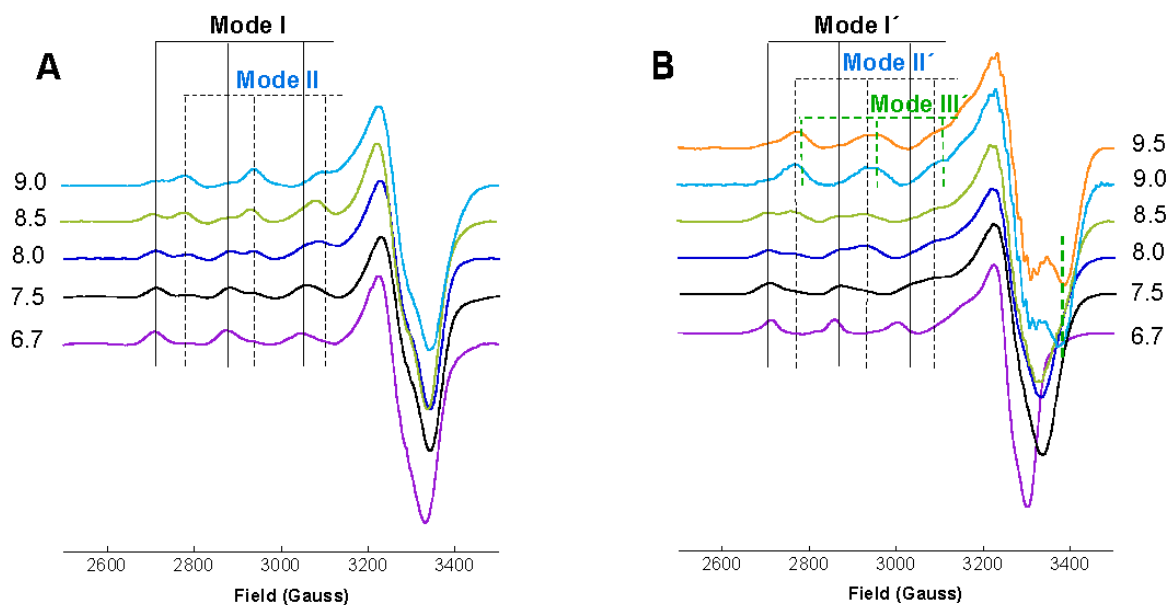 A
Mode I
Mode II
9.0
8.5
8.0
7.5
6.7
2600 2800 3000 3200 3400
Field (Gauss)
B
Mode I´
Mode II´
Mode III´
9.5
9.0
8.5
8.0
7.5
6.7
2600 2800 3000 3200 3400
Field (Gauss)